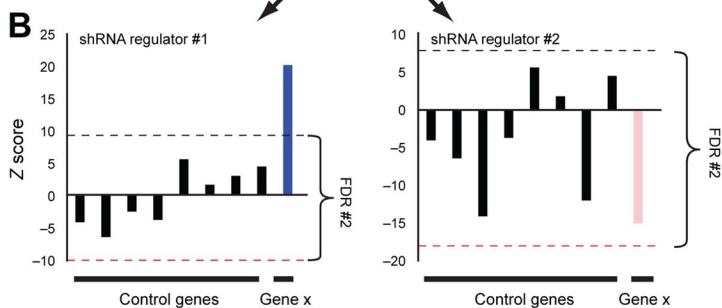 B
shRNA regulator #1
Z score
25
20
15
10
5
0
−5
−10
FDR #2
Control genes
Gene x
shRNA regulator #2
10
5
0
−5
−10
−15
−20
FDR #2
Control genes
Gene x